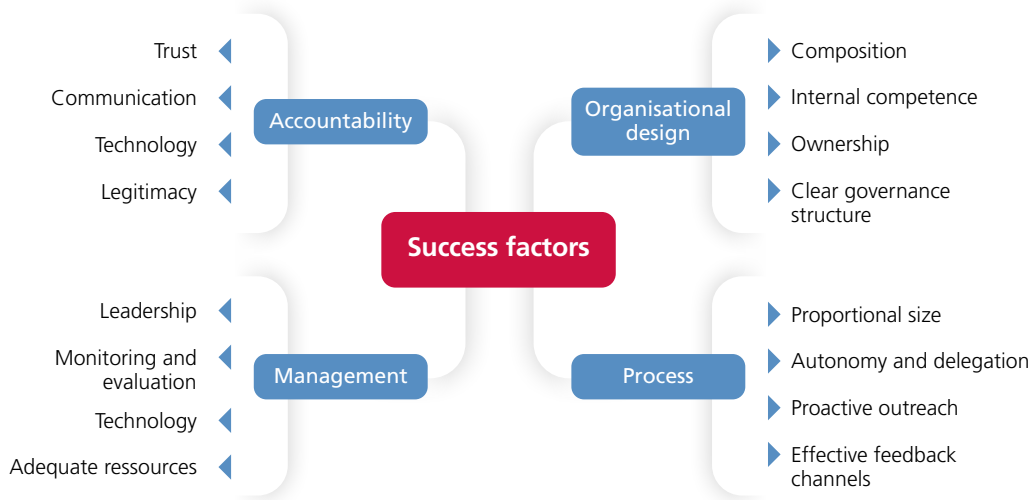 Success factors
Accountability
Trust
Communication
Technology
Legitimacy
Organisational
design
Composition
Internal competence
Ownership
Clear governance
structure
Management
Leadership
Monitoring and
evaluation
Technology
Adequate ressources
Process
Proportional size
Autonomy and delegation
Proactive outreach
Effective feedback
channels